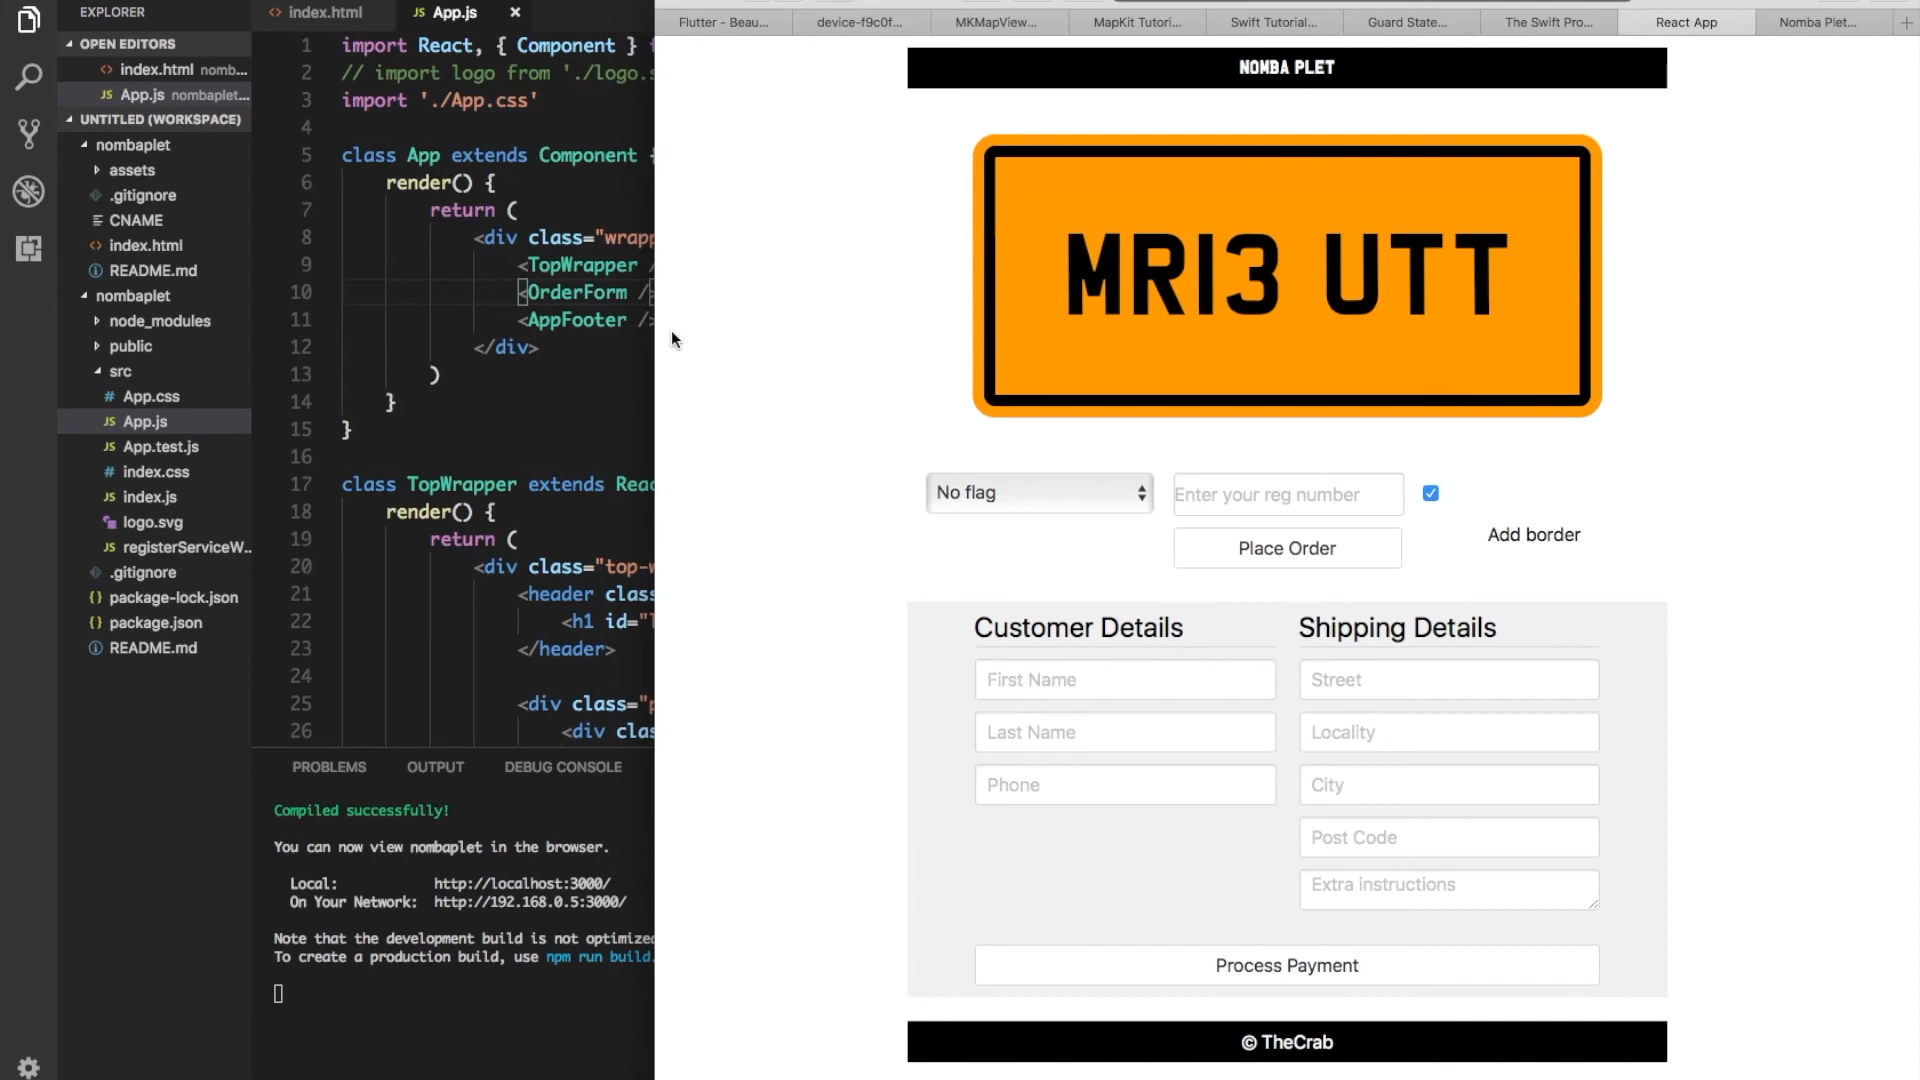 EXPLORER
OPEN EDITORS
<> index.html nomb...
JS App.js nombaplet...
UNTITLED (WORKSPACE)
nombaplet
assets
.gitignore
CNAME
<> index.html
README.md
nombaplet
node_modules
public
src
# App.css
JS App.js
JS App.test.js
# index.css
JS index.js
logo.svg
JS registerServiceW..
.gitignore
{} package-lock.json
{} package.json
README.md
<> index.html
JS App.js ×
1 import React, { Component } f
2 // import logo from './logo.s
3 import './App.css'
4
5 class App extends Component {
6 render() {
7 return (
8 <div class="wrapp
9 <TopWrapper /
10 <OrderForm />
11 <AppFooter />
12 </div>
13 )
14 }
15 }
16
17 class TopWrapper extends Reac
18 render() {
19 return (
20 <div class="top-w
21 <header class
22 <h1 id="l
23 </header>
24
25 <div class="p
26 <div clas
PROBLEMS OUTPUT DEBUG CONSOLE
Compiled successfully!
You can now view nombaplet in the browser.
Local: http://localhost:3000/
On Your Network: http://192.168.0.5:3000/
Note that the development build is not optimized
To create a production build, use npm run build.
Flutter - Beau...
device-f9c0f...
MKMapView...
MapKit Tutori...
Swift Tutorial...
Guard State...
The Swift Pro...
React App
Nomba Plet...
+
NOMBA PLET
MR13 UTT
No flag
Enter your reg number
Add border
Place Order
Customer Details
First Name
Last Name
Phone
Shipping Details
Street
Locality
City
Post Code
Extra instructions
Process Payment
© TheCrab